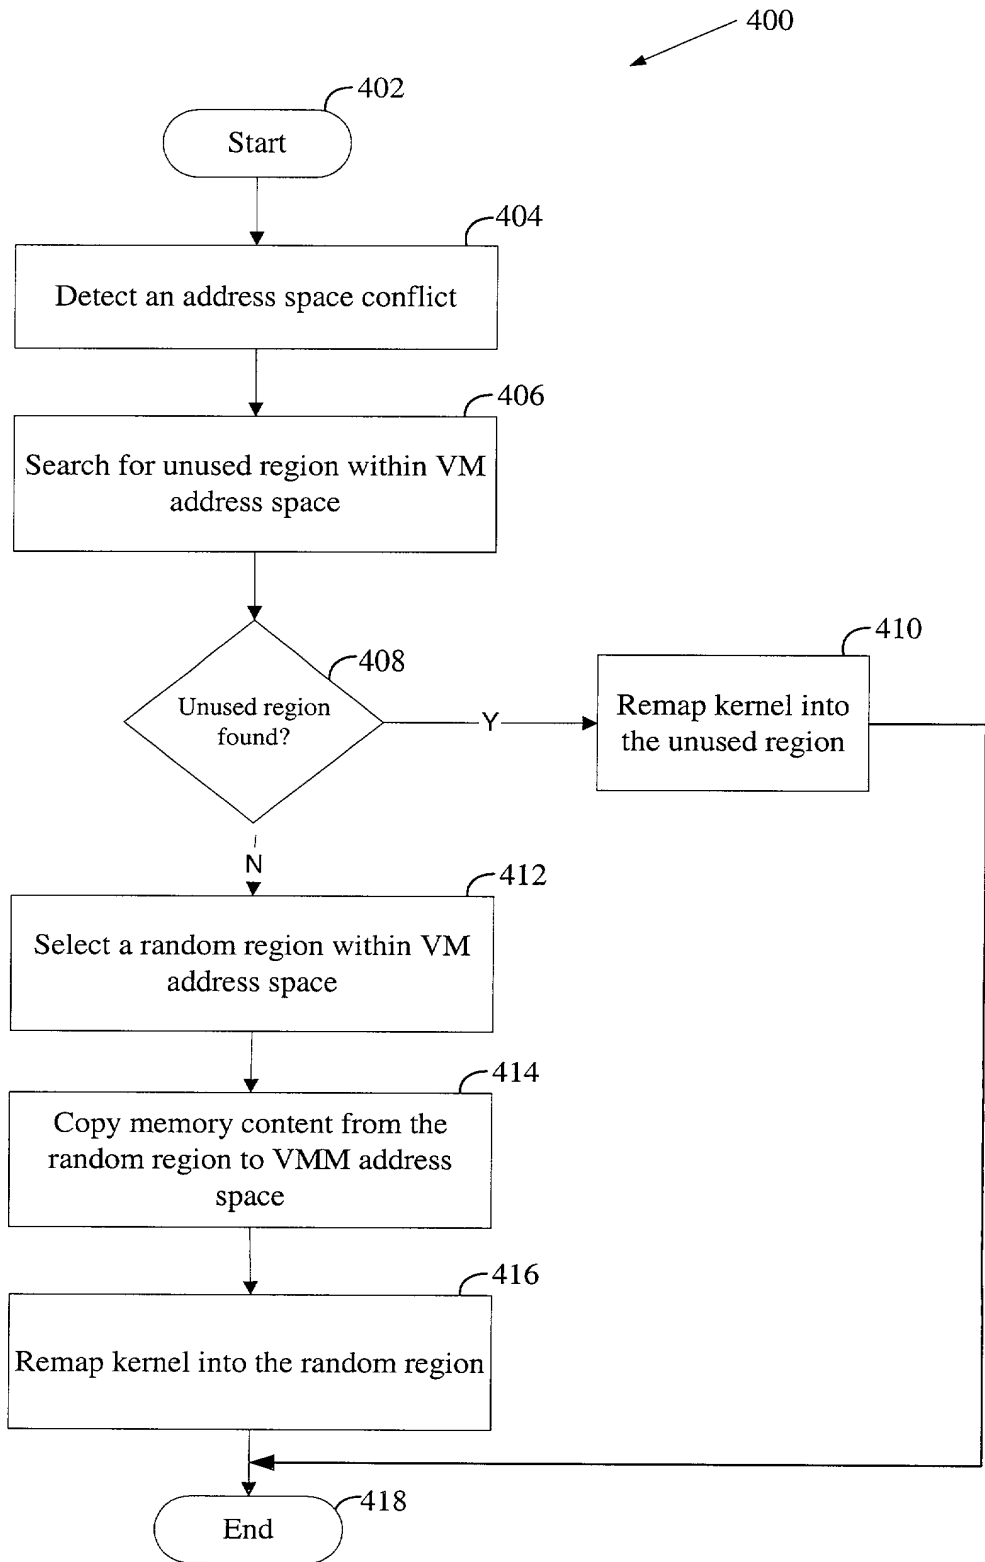 400
402
Start
404
Detect an address space conflict
406
Search for unused region within VM
address space
408
Unused region
found?
Y
410
Remap kernel into
the unused region
N
412
Select a random region within VM
address space
414
Copy memory content from the
random region to VMM address
space
416
Remap kernel into the random region
418
End